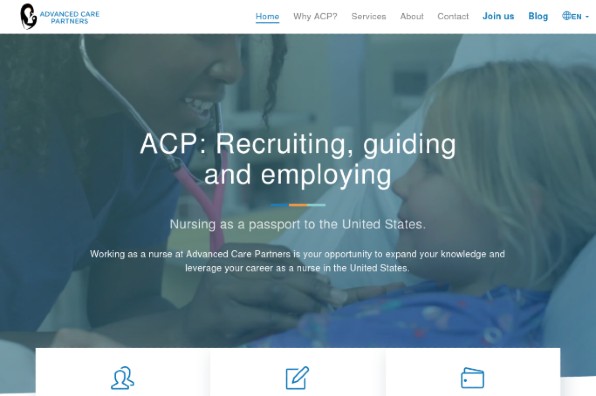 ADVANCED CARE
PARTNERS
Home Why ACP? Services About Contact Join us Blog EN
ACP: Recruiting, guiding
and employing
Nursing as a passport to the United States.
Working as a nurse at Advanced Care Partners is your opportunity to expand your knowledge and
leverage your career as a nurse in the United States.